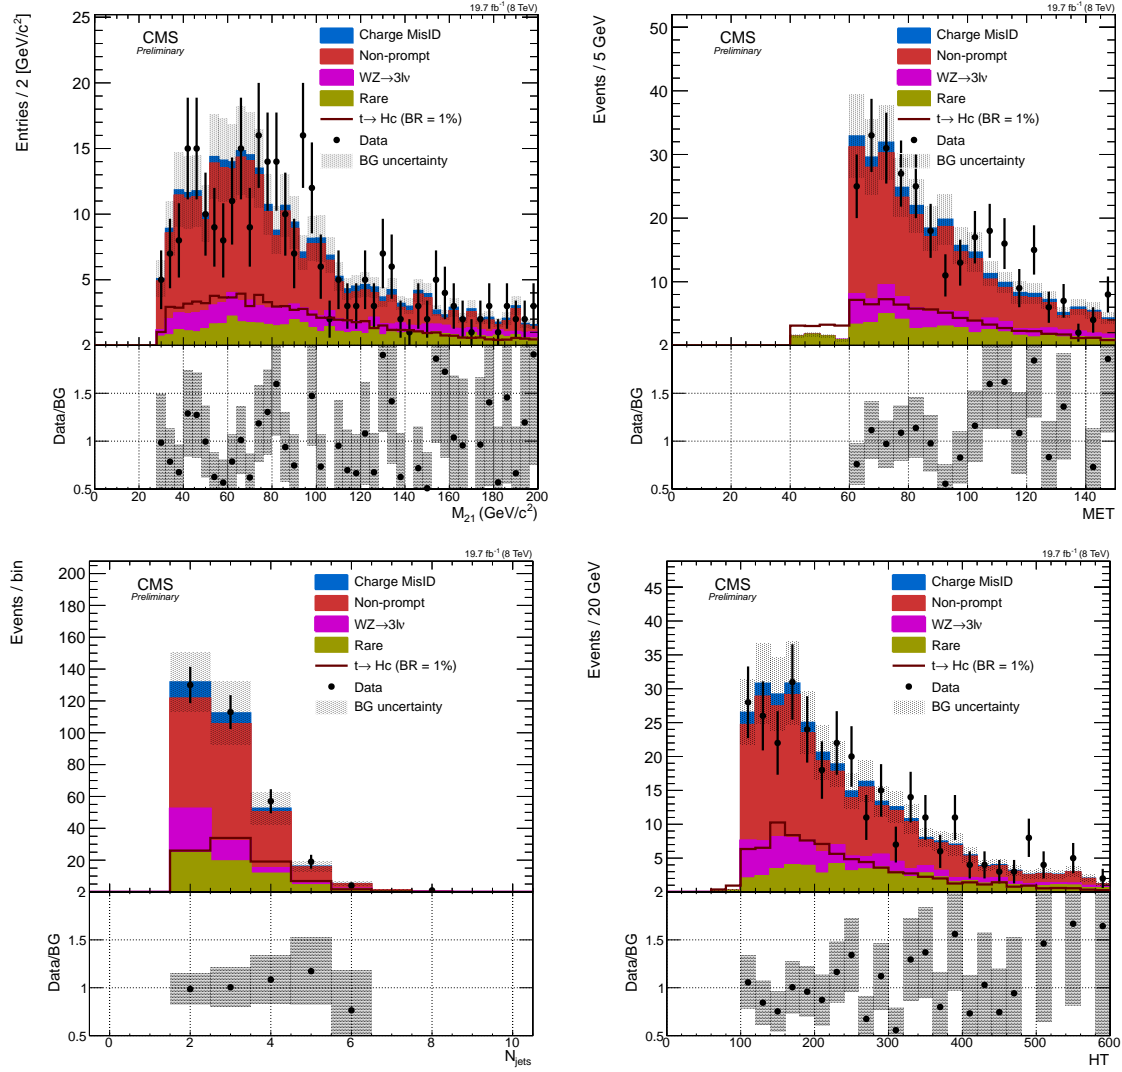 19.7 fb⁻¹ (8 TeV)
Entries / 2 [GeV/c²]
CMS
Preliminary
Charge MisID
Non-prompt
WZ→3lν
Rare
t→ Hc (BR = 1%)
Data
BG uncertainty
25
20
15
10
5
2
1.5
1
0.5
Data/BG
0 20 40 60 80 100 120 140 160 180 200
M₂₁ (GeV/c²)
19.7 fb⁻¹ (8 TeV)
Events / 5 GeV
CMS
Preliminary
Charge MisID
Non-prompt
WZ→3lν
Rare
t→ Hc (BR = 1%)
Data
BG uncertainty
50
40
30
20
10
2
1.5
1
0.5
Data/BG
0 20 40 60 80 100 120 140
MET
19.7 fb⁻¹ (8 TeV)
Events / bin
CMS
Preliminary
Charge MisID
Non-prompt
WZ→3lν
Rare
t→ Hc (BR = 1%)
Data
BG uncertainty
200
180
160
140
120
100
80
60
40
20
2
1.5
1
0.5
Data/BG
0 2 4 6 8 10
N_jets
19.7 fb⁻¹ (8 TeV)
Events / 20 GeV
CMS
Preliminary
Charge MisID
Non-prompt
WZ→3lν
Rare
t→ Hc (BR = 1%)
Data
BG uncertainty
45
40
35
30
25
20
15
10
5
2
1.5
1
0.5
Data/BG
0 100 200 300 400 500 600
HT